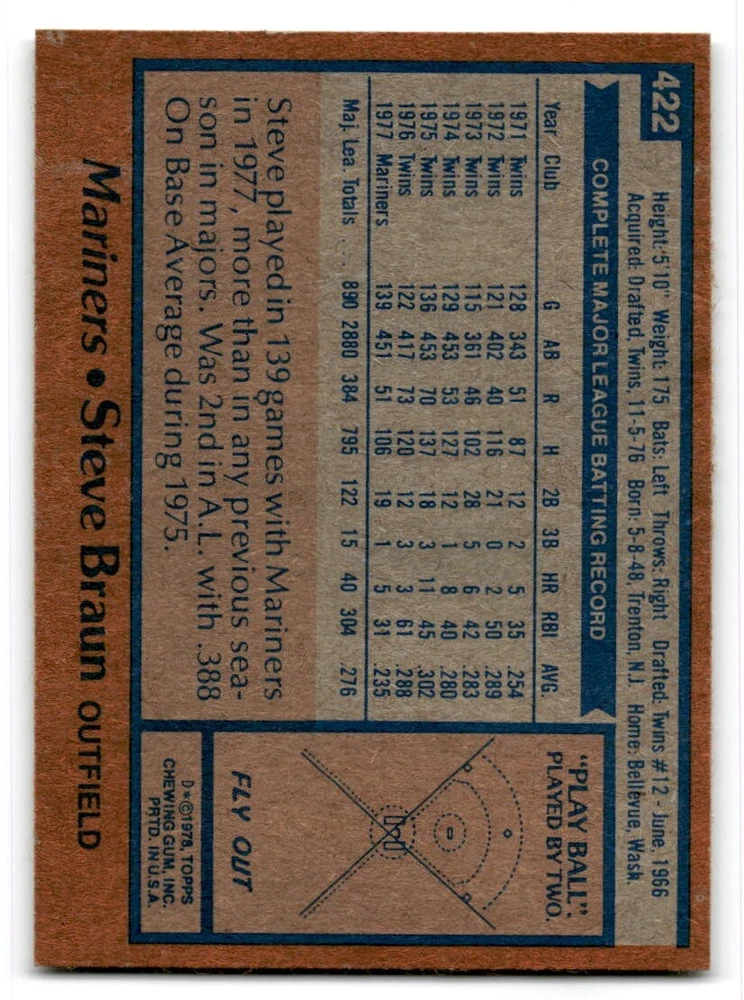 422
Height: 5'10" Weight: 175 Bats: Left Throws: Right Drafted: Twins #12 - June, 1966
Acquired: Drafted, Twins, 11-5-76 Born: 5-8-48, Trenton, N.J. Home: Bellevue, Wash.
COMPLETE MAJOR LEAGUE BATTING RECORD
Year Club G AB R H 2B 3B HR RBI AVG.
1971 Twins 128 343 51 87 12 2 5 35 .254
1972 Twins 121 402 40 116 21 0 2 50 .289
1973 Twins 115 361 46 102 28 5 6 42 .283
1974 Twins 129 453 53 127 12 1 8 40 .280
1975 Twins 136 453 70 137 18 3 11 45 .302
1976 Twins 122 417 73 120 12 3 3 61 .288
1977 Mariners 139 451 51 106 19 1 5 31 .235
Maj. Lea. Totals . . . 890 2880 384 795 122 15 40 304 .276
Steve played in 139 games with Mariners
in 1977, more than in any previous sea-
son in majors. Was 2nd in A.L. with .388
On Base Average during 1975.
"PLAY BALL".
PLAYED BY TWO.
FLY OUT
D*©1978, TOPPS
CHEWING GUM, INC.
PRTD. IN U.S.A.
Mariners • Steve Braun OUTFIELD